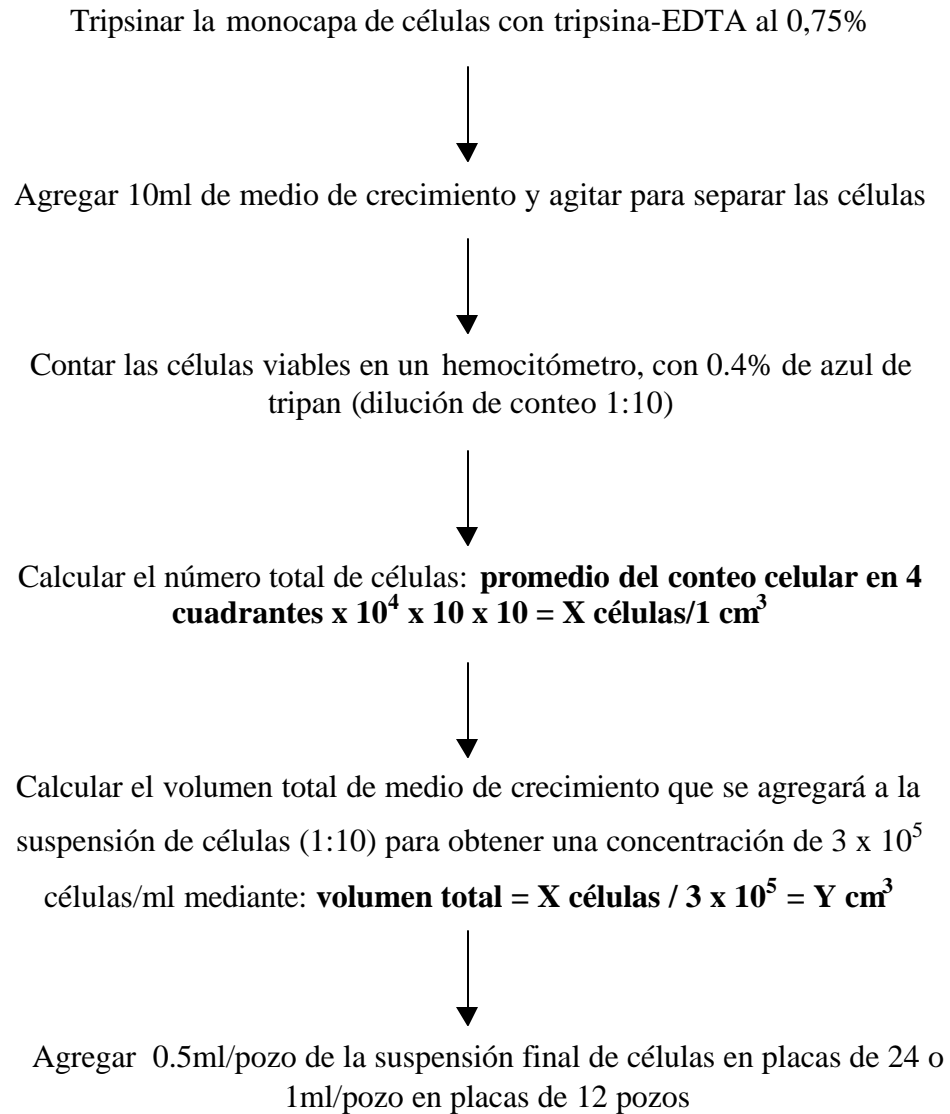 Tripsinar la monocapa de células con tripsina-EDTA al 0,75%
Agregar 10ml de medio de crecimiento y agitar para separar las células
Contar las células viables en un hemocitómetro, con 0.4% de azul de
tripan (dilución de conteo 1:10)
Calcular el número total de células: promedio del conteo celular en 4
cuadrantes x 10⁴ x 10 x 10 = X células/1 cm³
Calcular el volumen total de medio de crecimiento que se agregará a la
suspensión de células (1:10) para obtener una concentración de 3 x 10⁵
células/ml mediante: volumen total = X células / 3 x 10⁵ = Y cm³
Agregar 0.5ml/pozo de la suspensión final de células en placas de 24 o
1ml/pozo en placas de 12 pozos